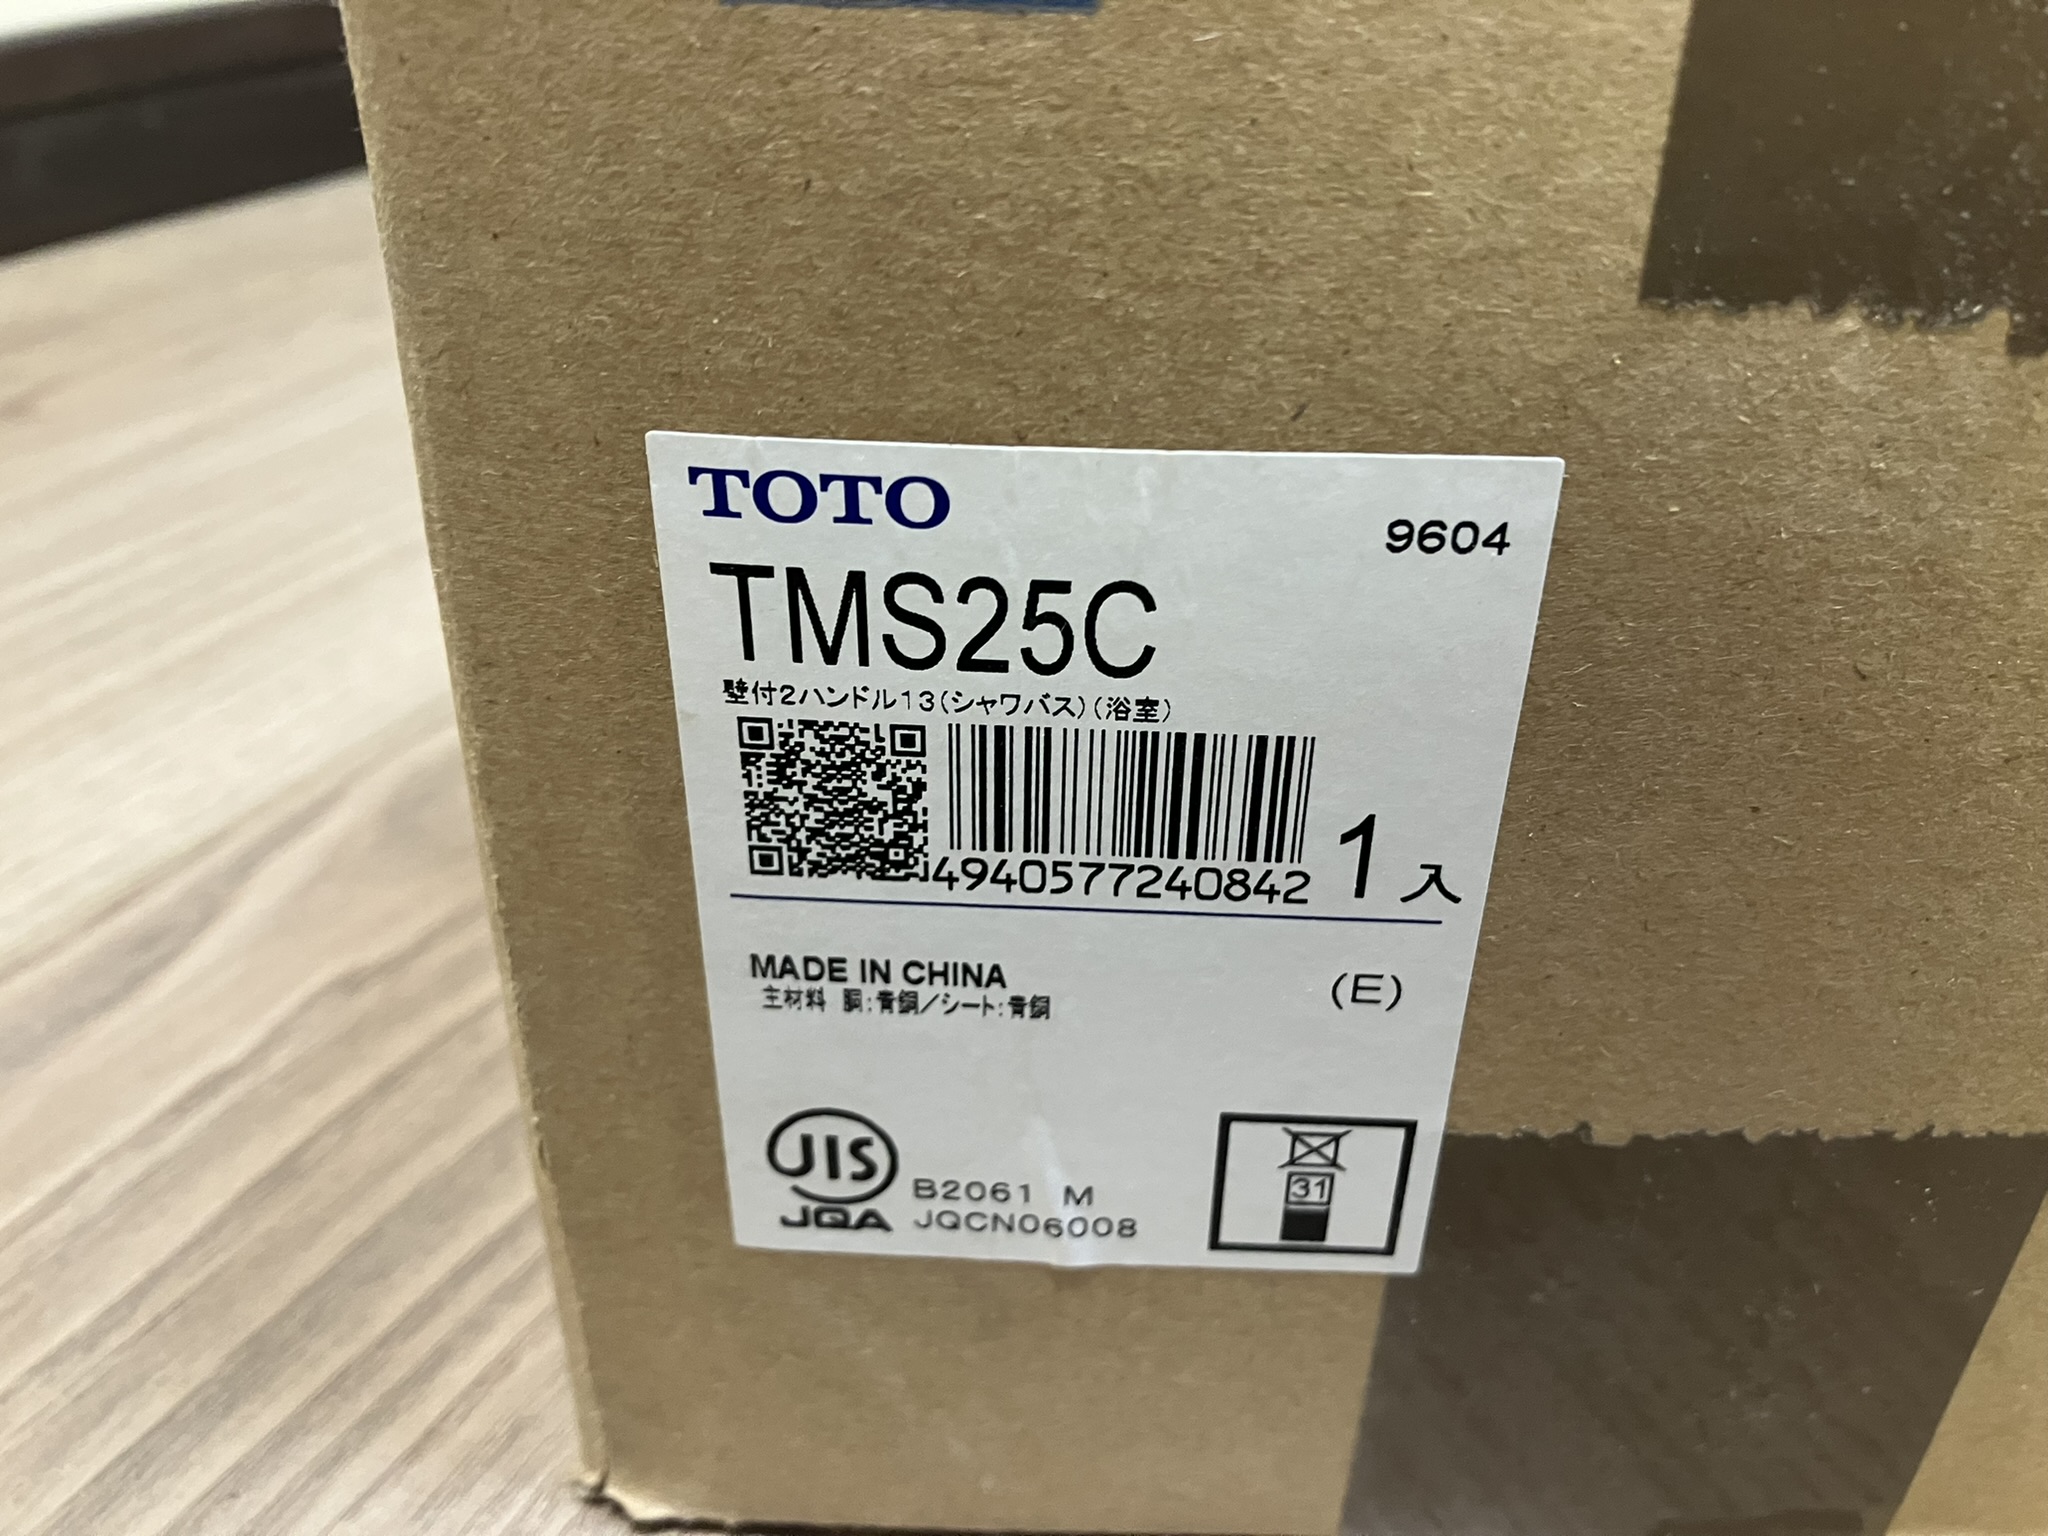 TOTO
9604
TMS25C
壁付2ハンドル13(シャワバス)(浴室)
4940577240842
1入
MADE IN CHINA
(E)
主材料 胴:青銅/シート:青銅
JIS
JQA
B2061 M
JQCN06008
31